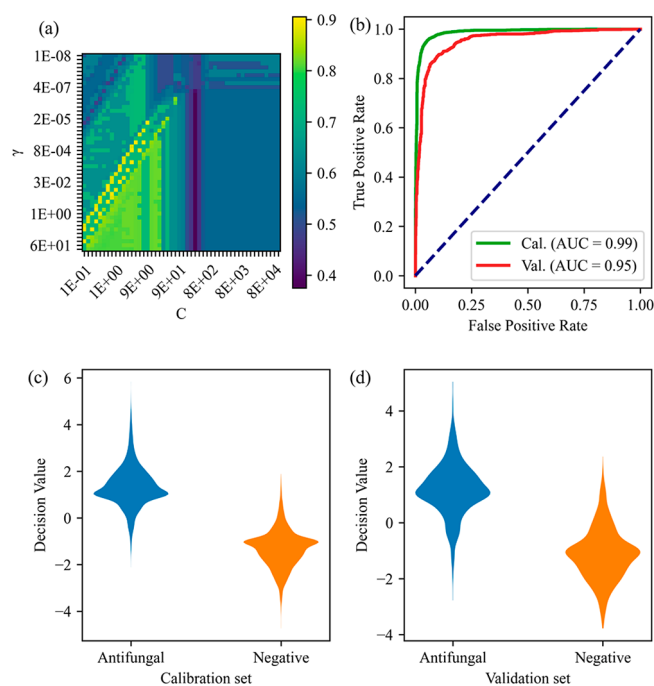 (a)
1E-08
4E-07
2E-05
8E-04
3E-02
1E+00
6E+01
γ
1E-01
1E+00
9E+00
9E+01
8E+02
8E+03
8E+04
C
0.9
0.8
0.7
0.6
0.5
0.4
(b)
1.0
0.8
0.6
0.4
0.2
0.0
True Positive Rate
Cal. (AUC = 0.99)
Val. (AUC = 0.95)
0.00 0.25 0.50 0.75 1.00
False Positive Rate
(c)
6
4
2
0
−2
−4
Decision Value
Antifungal Negative
Calibration set
(d)
4
2
0
−2
−4
Decision Value
Antifungal Negative
Validation set